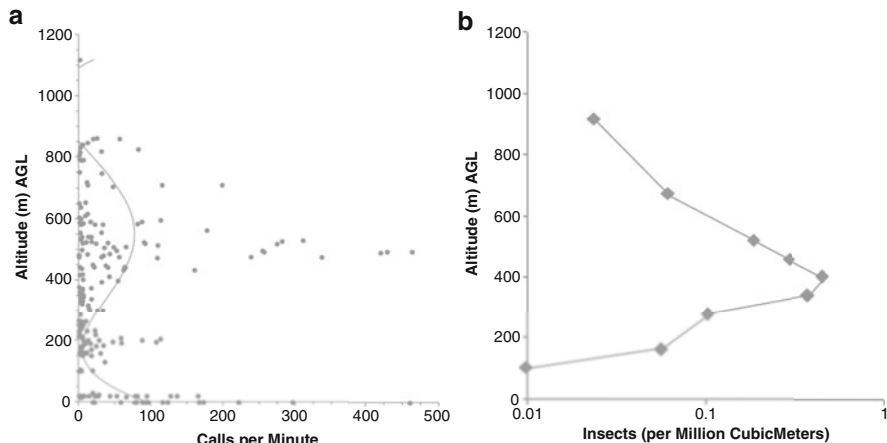 a
1200
1000
800
600
400
200
0
Altitude (m) AGL
0 100 200 300 400 500
Calls per Minute
b
1200
1000
800
600
400
200
0
Altitude (m) AGL
0.01 0.1 1
Insects (per Million CubicMeters)